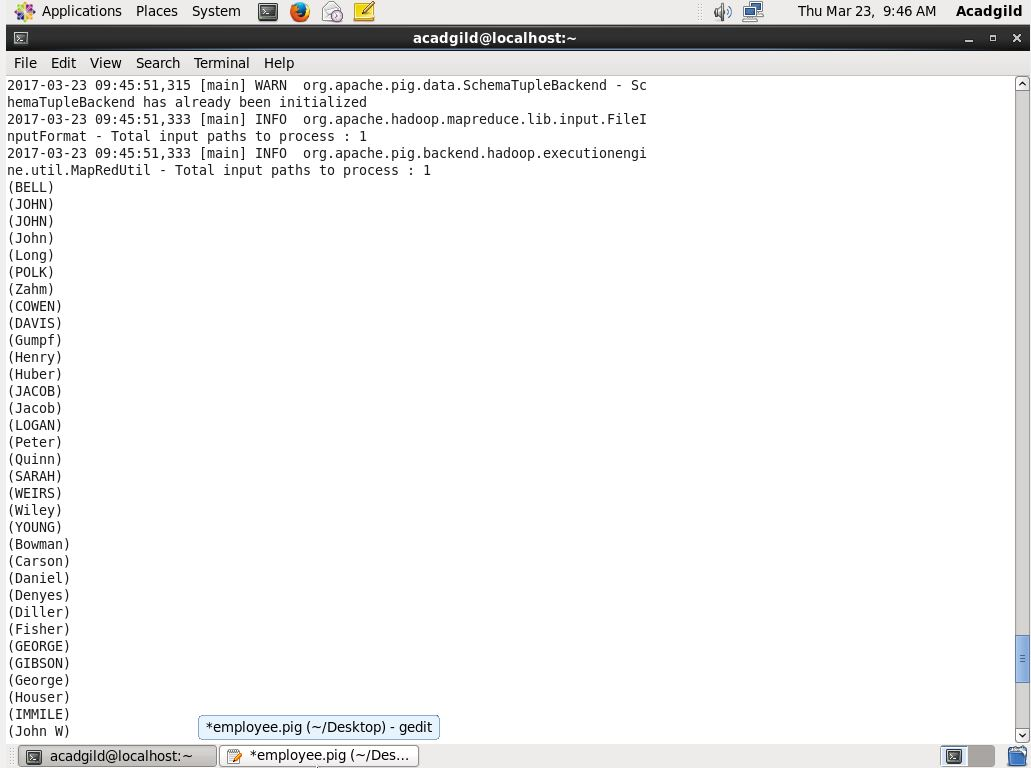 Applications Places System Thu Mar 23, 9:46 AM Acadgild
acadgild@localhost:~
File Edit View Search Terminal Help
2017-03-23 09:45:51,315 [main] WARN  org.apache.pig.data.SchemaTupleBackend - Sc
hemaTupleBackend has already been initialized
2017-03-23 09:45:51,333 [main] INFO  org.apache.hadoop.mapreduce.lib.input.FileI
nputFormat - Total input paths to process : 1
2017-03-23 09:45:51,333 [main] INFO  org.apache.pig.backend.hadoop.executionengi
ne.util.MapRedUtil - Total input paths to process : 1
(BELL)
(JOHN)
(JOHN)
(John)
(Long)
(POLK)
(Zahm)
(COWEN)
(DAVIS)
(Gumpf)
(Henry)
(Huber)
(JACOB)
(Jacob)
(LOGAN)
(Peter)
(Quinn)
(SARAH)
(WEIRS)
(Wiley)
(YOUNG)
(Bowman)
(Carson)
(Daniel)
(Denyes)
(Diller)
(Fisher)
(GEORGE)
(GIBSON)
(George)
(Houser)
(IMMILE)
(John W)
*employee.pig (~/Desktop) - gedit
acadgild@localhost:~ *employee.pig (~/Des...